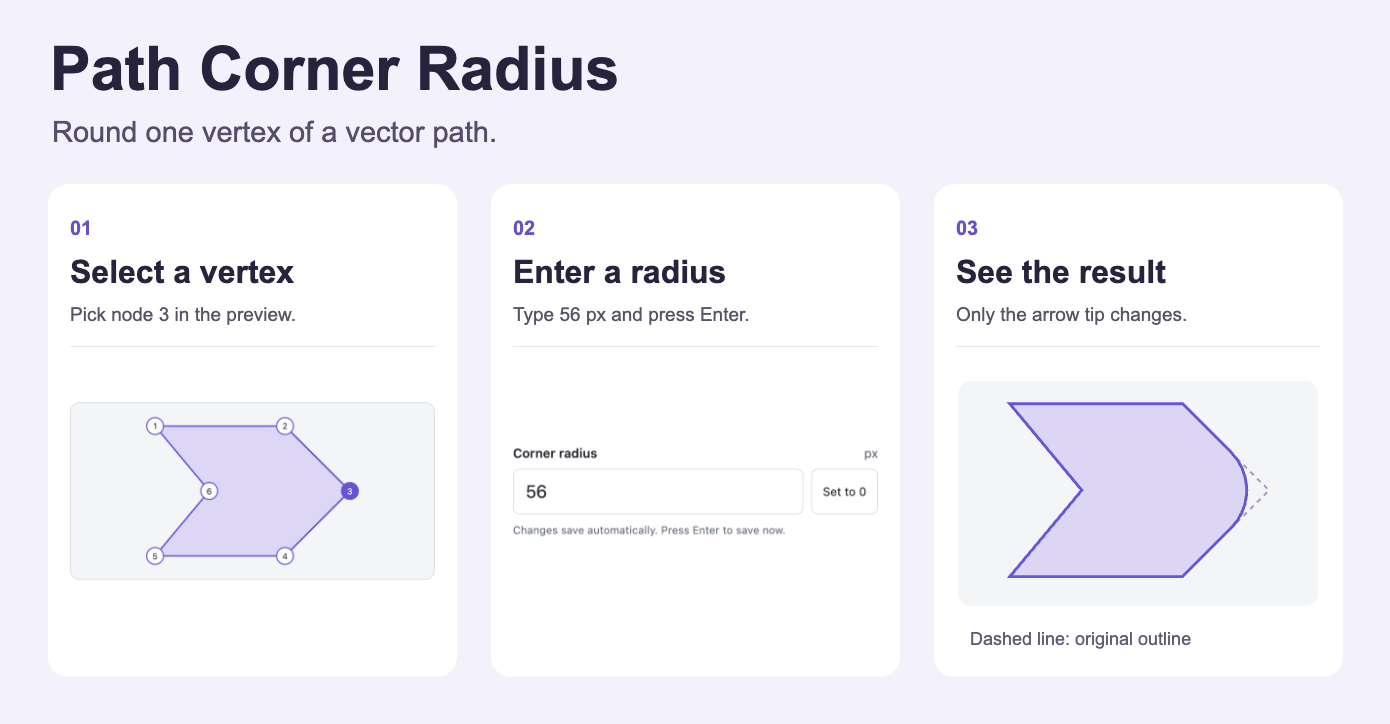 Path Corner Radius
Round one vertex of a vector path.
01
Select a vertex
Pick node 3 in the preview.
1
2
6
3
5
4
02
Enter a radius
Type 56 px and press Enter.
Corner radius px
56 Set to 0
Changes save automatically. Press Enter to save now.
03
See the result
Only the arrow tip changes.
Dashed line: original outline